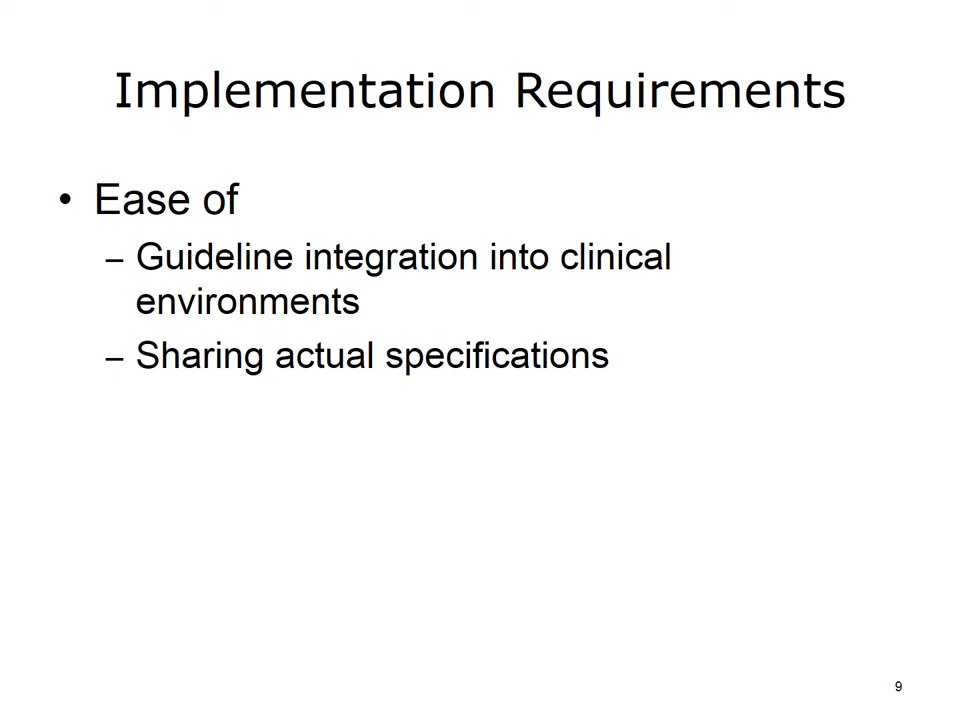 Implementation Requirements
• Ease of
– Guideline integration into clinical
environments
– Sharing actual specifications
9